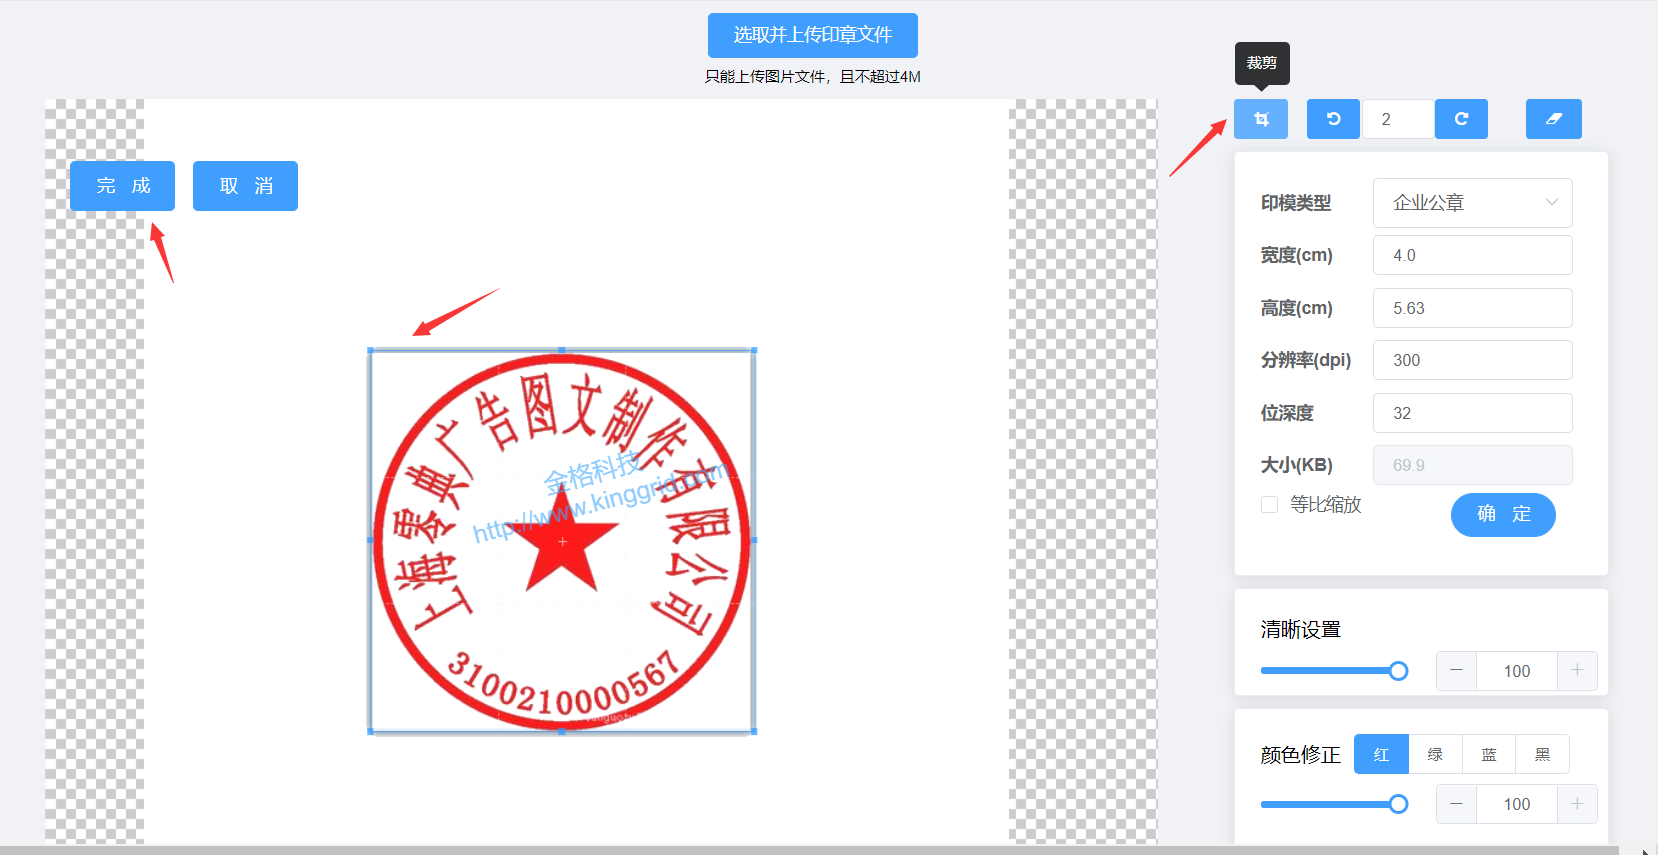 选取并上传印章文件
只能上传图片文件，且不超过4M
裁剪
2
完 成
取 消
印模类型
企业公章
宽度(cm)
4.0
高度(cm)
5.63
分辨率(dpi)
300
位深度
32
大小(KB)
69.9
等比缩放
确 定
上海零典广告图文制作有限公司
金格科技
http://www.kinggrid.com
3100210000567
清晰设置
100
颜色修正
红
绿
蓝
黑
100